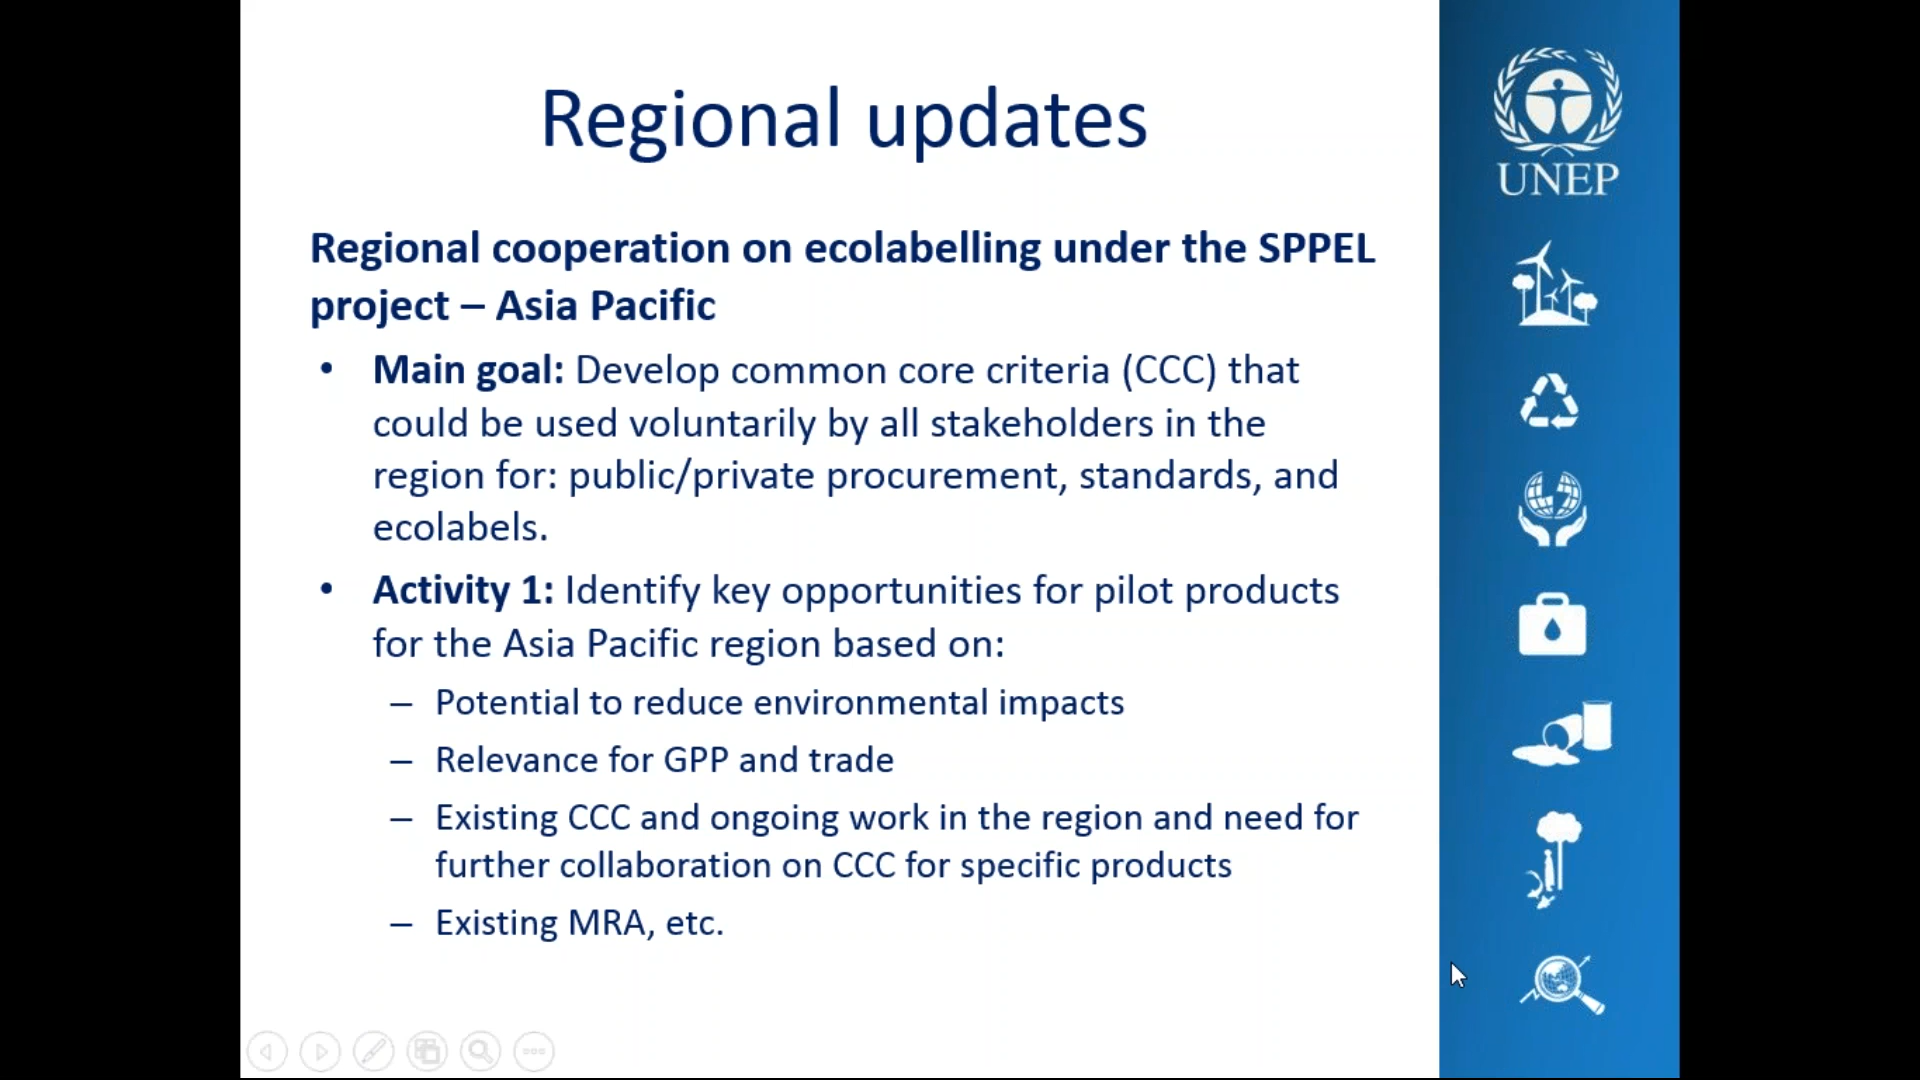 Regional updates
Regional cooperation on ecolabelling under the SPPEL
project – Asia Pacific
• Main goal: Develop common core criteria (CCC) that
could be used voluntarily by all stakeholders in the
region for: public/private procurement, standards, and
ecolabels.
• Activity 1: Identify key opportunities for pilot products
for the Asia Pacific region based on:
– Potential to reduce environmental impacts
– Relevance for GPP and trade
– Existing CCC and ongoing work in the region and need for
further collaboration on CCC for specific products
– Existing MRA, etc.
UNEP